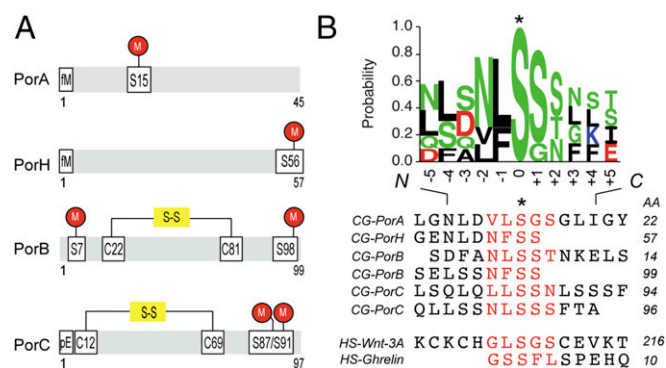 A
PorA
fM
M
S15
1
45
PorH
fM
M
S56
1
57
PorB
M
S7
C22
S-S
C81
M
S98
1
99
PorC
pE
C12
S-S
C69
M
M
S87/S91
1
97
B
*
Probability
1.0
0.8
0.6
0.4
0.2
0.0
N L S N L S S S N S T
L S D V F G T L L S
Q Q A L N G K I
D E F F E
-5 -4 -3 -2 -1 0 +1 +2 +3 +4 +5
N
C
*
AA
CG-PorA LGNLDVLSGSGLIGY 22
CG-PorH GENLDNFSS 57
CG-PorB SDFANLSSTNKELS 14
CG-PorB SELSSNFSS 99
CG-PorC LSQLQLLSSNLSSSF 94
CG-PorC QLLSSNLSSSFTA 96
HS-Wnt-3A KCKCHGLSGSCEVKT 216
HS-Ghrelin GSSFLSPEHQ 10